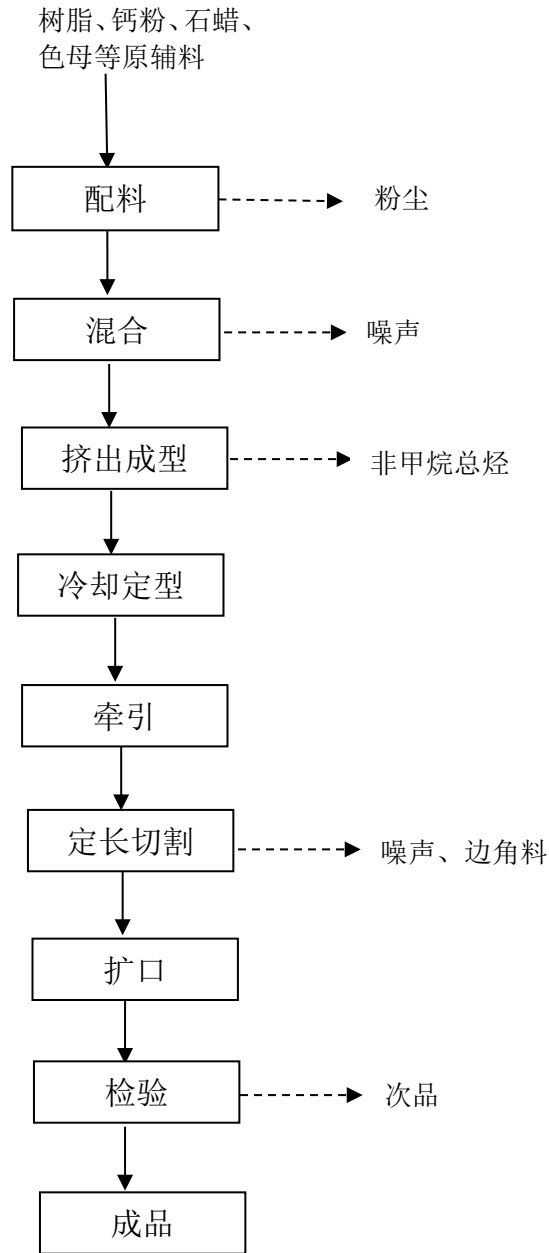 树脂、钙粉、石蜡、
色母等原辅料
配料
粉尘
混合
噪声
挤出成型
非甲烷总烃
冷却定型
牵引
定长切割
噪声、边角料
扩口
检验
次品
成品